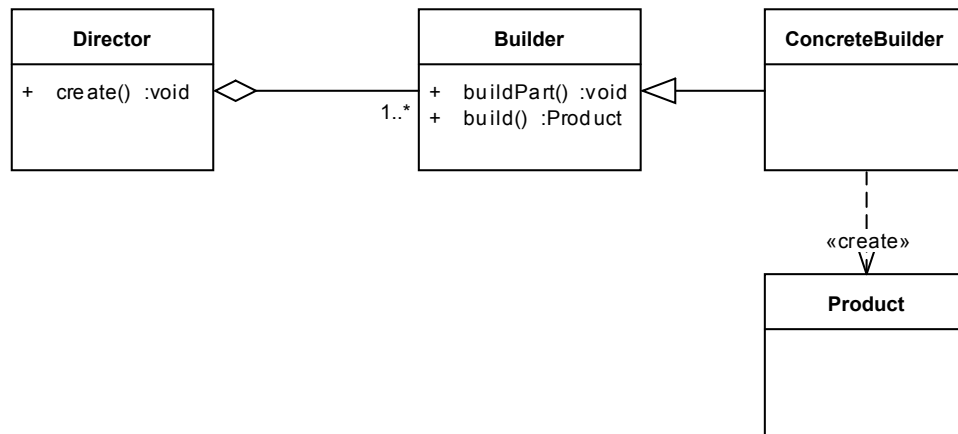 Director
+ create() :void
1..*
Builder
+ buildPart() :void
+ build() :Product
ConcreteBuilder
«create»
Product